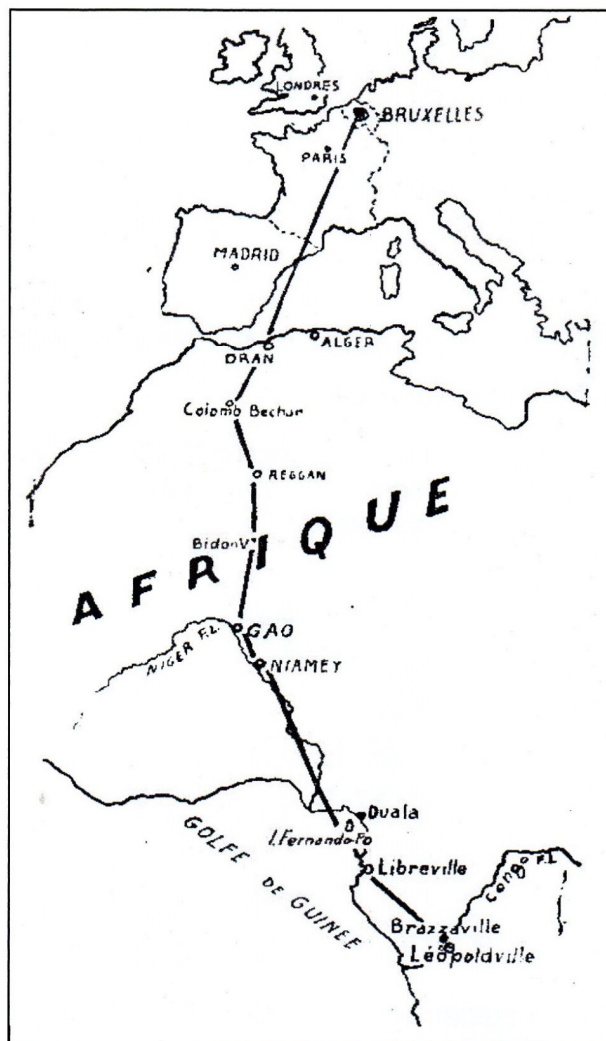 LONDRES
BRUXELLES
PARIS
MADRID
ORAN
ALGER
Colomb Bechar
REGGAN
AFRIQUE
Bidon V
GAO
NIGER FL.
NIAMEY
Duala
I. Fernando-Po
GOLFE DE GUINÉE
Libreville
Congo FL.
Brazzaville
Léopoldville